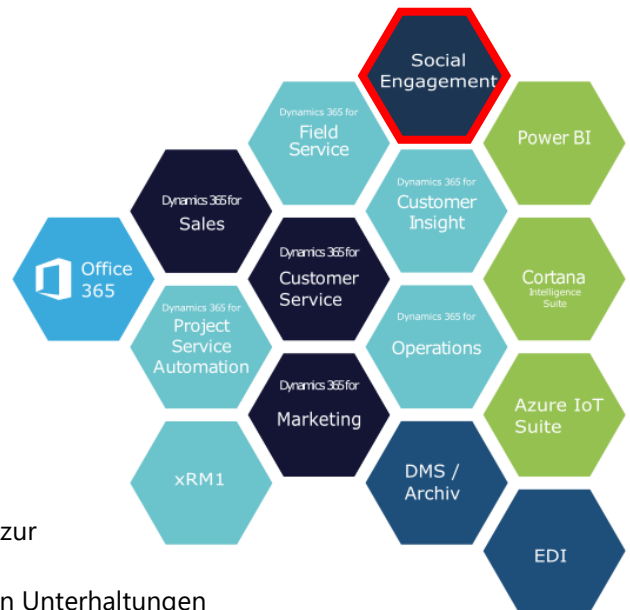 Social
Engagement
Dynamics 365 for
Field
Service
Power BI
Dynamics 365 for
Sales
Dynamics 365 for
Customer
Insight
Office
365
Dynamics 365 for
Customer
Service
Cortana
Intelligence
Suite
Dynamics 365 for
Project
Service
Automation
Dynamics 365 for
Operations
Dynamics 365 for
Marketing
Azure IoT
Suite
xRM1
DMS /
Archiv
EDI
zur
n Unterhaltungen